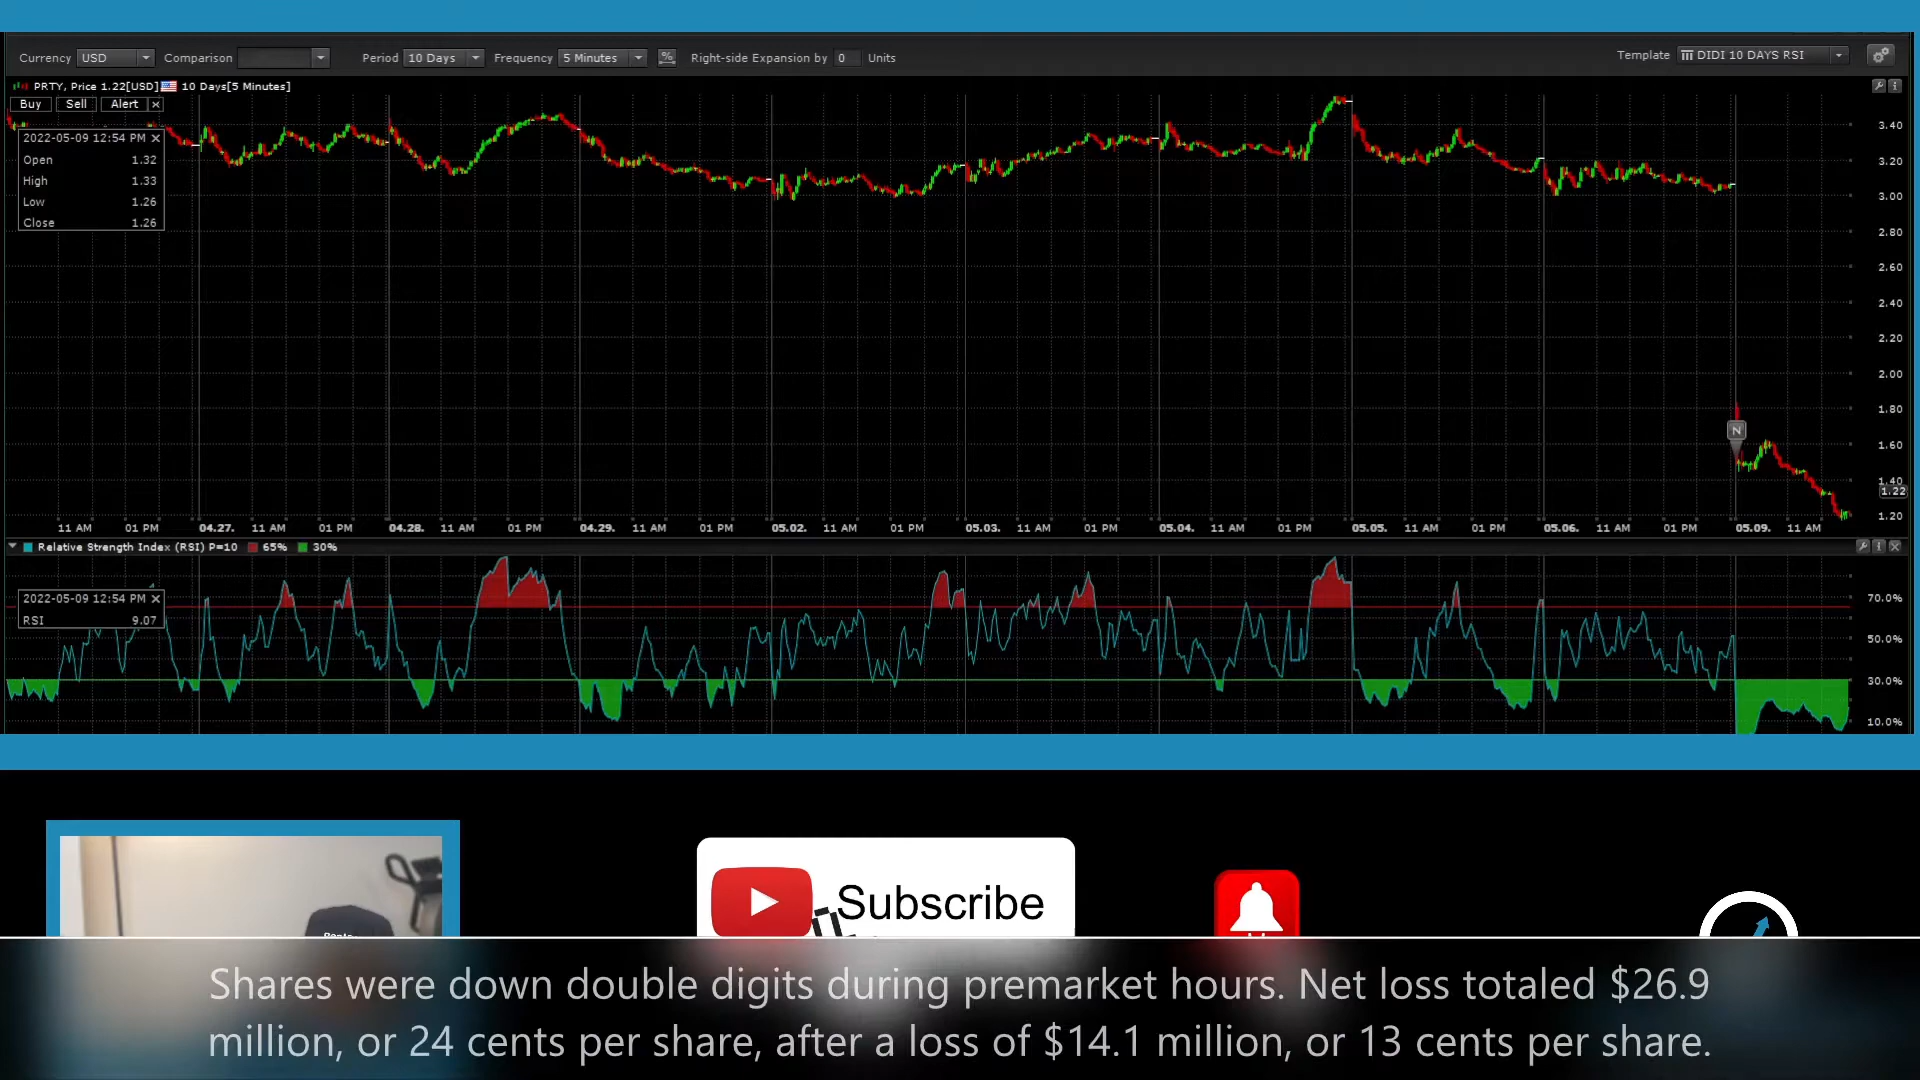 Currency USD Comparison Period 10 Days Frequency 5 Minutes % Right-side Expansion by 0 Units Template DIDI 10 DAYS RSI
PRTY, Price 1.22[USD] 10 Days[5 Minutes]
Buy Sell Alert
2022-05-09 12:54 PM
Open 1.32
High 1.33
Low 1.26
Close 1.26
3.40
3.20
3.00
2.80
2.60
2.40
2.20
2.00
1.80
N
1.60
1.40
1.22
1.20
11 AM 01 PM 04.27. 11 AM 01 PM 04.28. 11 AM 01 PM 04.29. 11 AM 01 PM 05.02. 11 AM 01 PM 05.03. 11 AM 01 PM 05.04. 11 AM 01 PM 05.05. 11 AM 01 PM 05.06. 11 AM 01 PM 05.09. 11 AM
Relative Strength Index (RSI) P=10 65% 30%
2022-05-09 12:54 PM
RSI 9.07
70.0%
50.0%
30.0%
10.0%
Subscribe
Shares were down double digits during premarket hours. Net loss totaled $26.9
million, or 24 cents per share, after a loss of $14.1 million, or 13 cents per share.